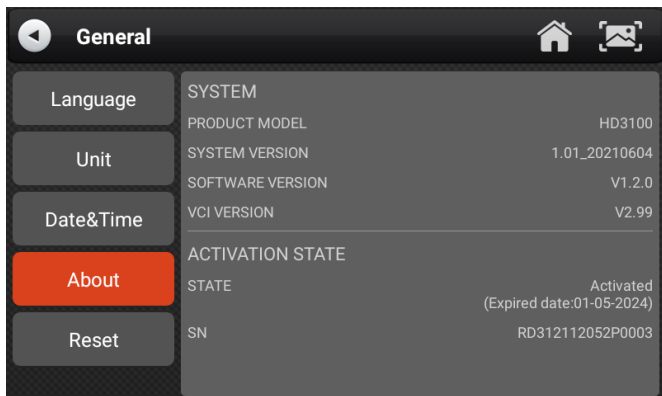 General
Language
Unit
Date&Time
About
Reset
SYSTEM
PRODUCT MODEL HD3100
SYSTEM VERSION 1.01_20210604
SOFTWARE VERSION V1.2.0
VCI VERSION V2.99
ACTIVATION STATE
STATE Activated
(Expired date:01-05-2024)
SN RD312112052P0003